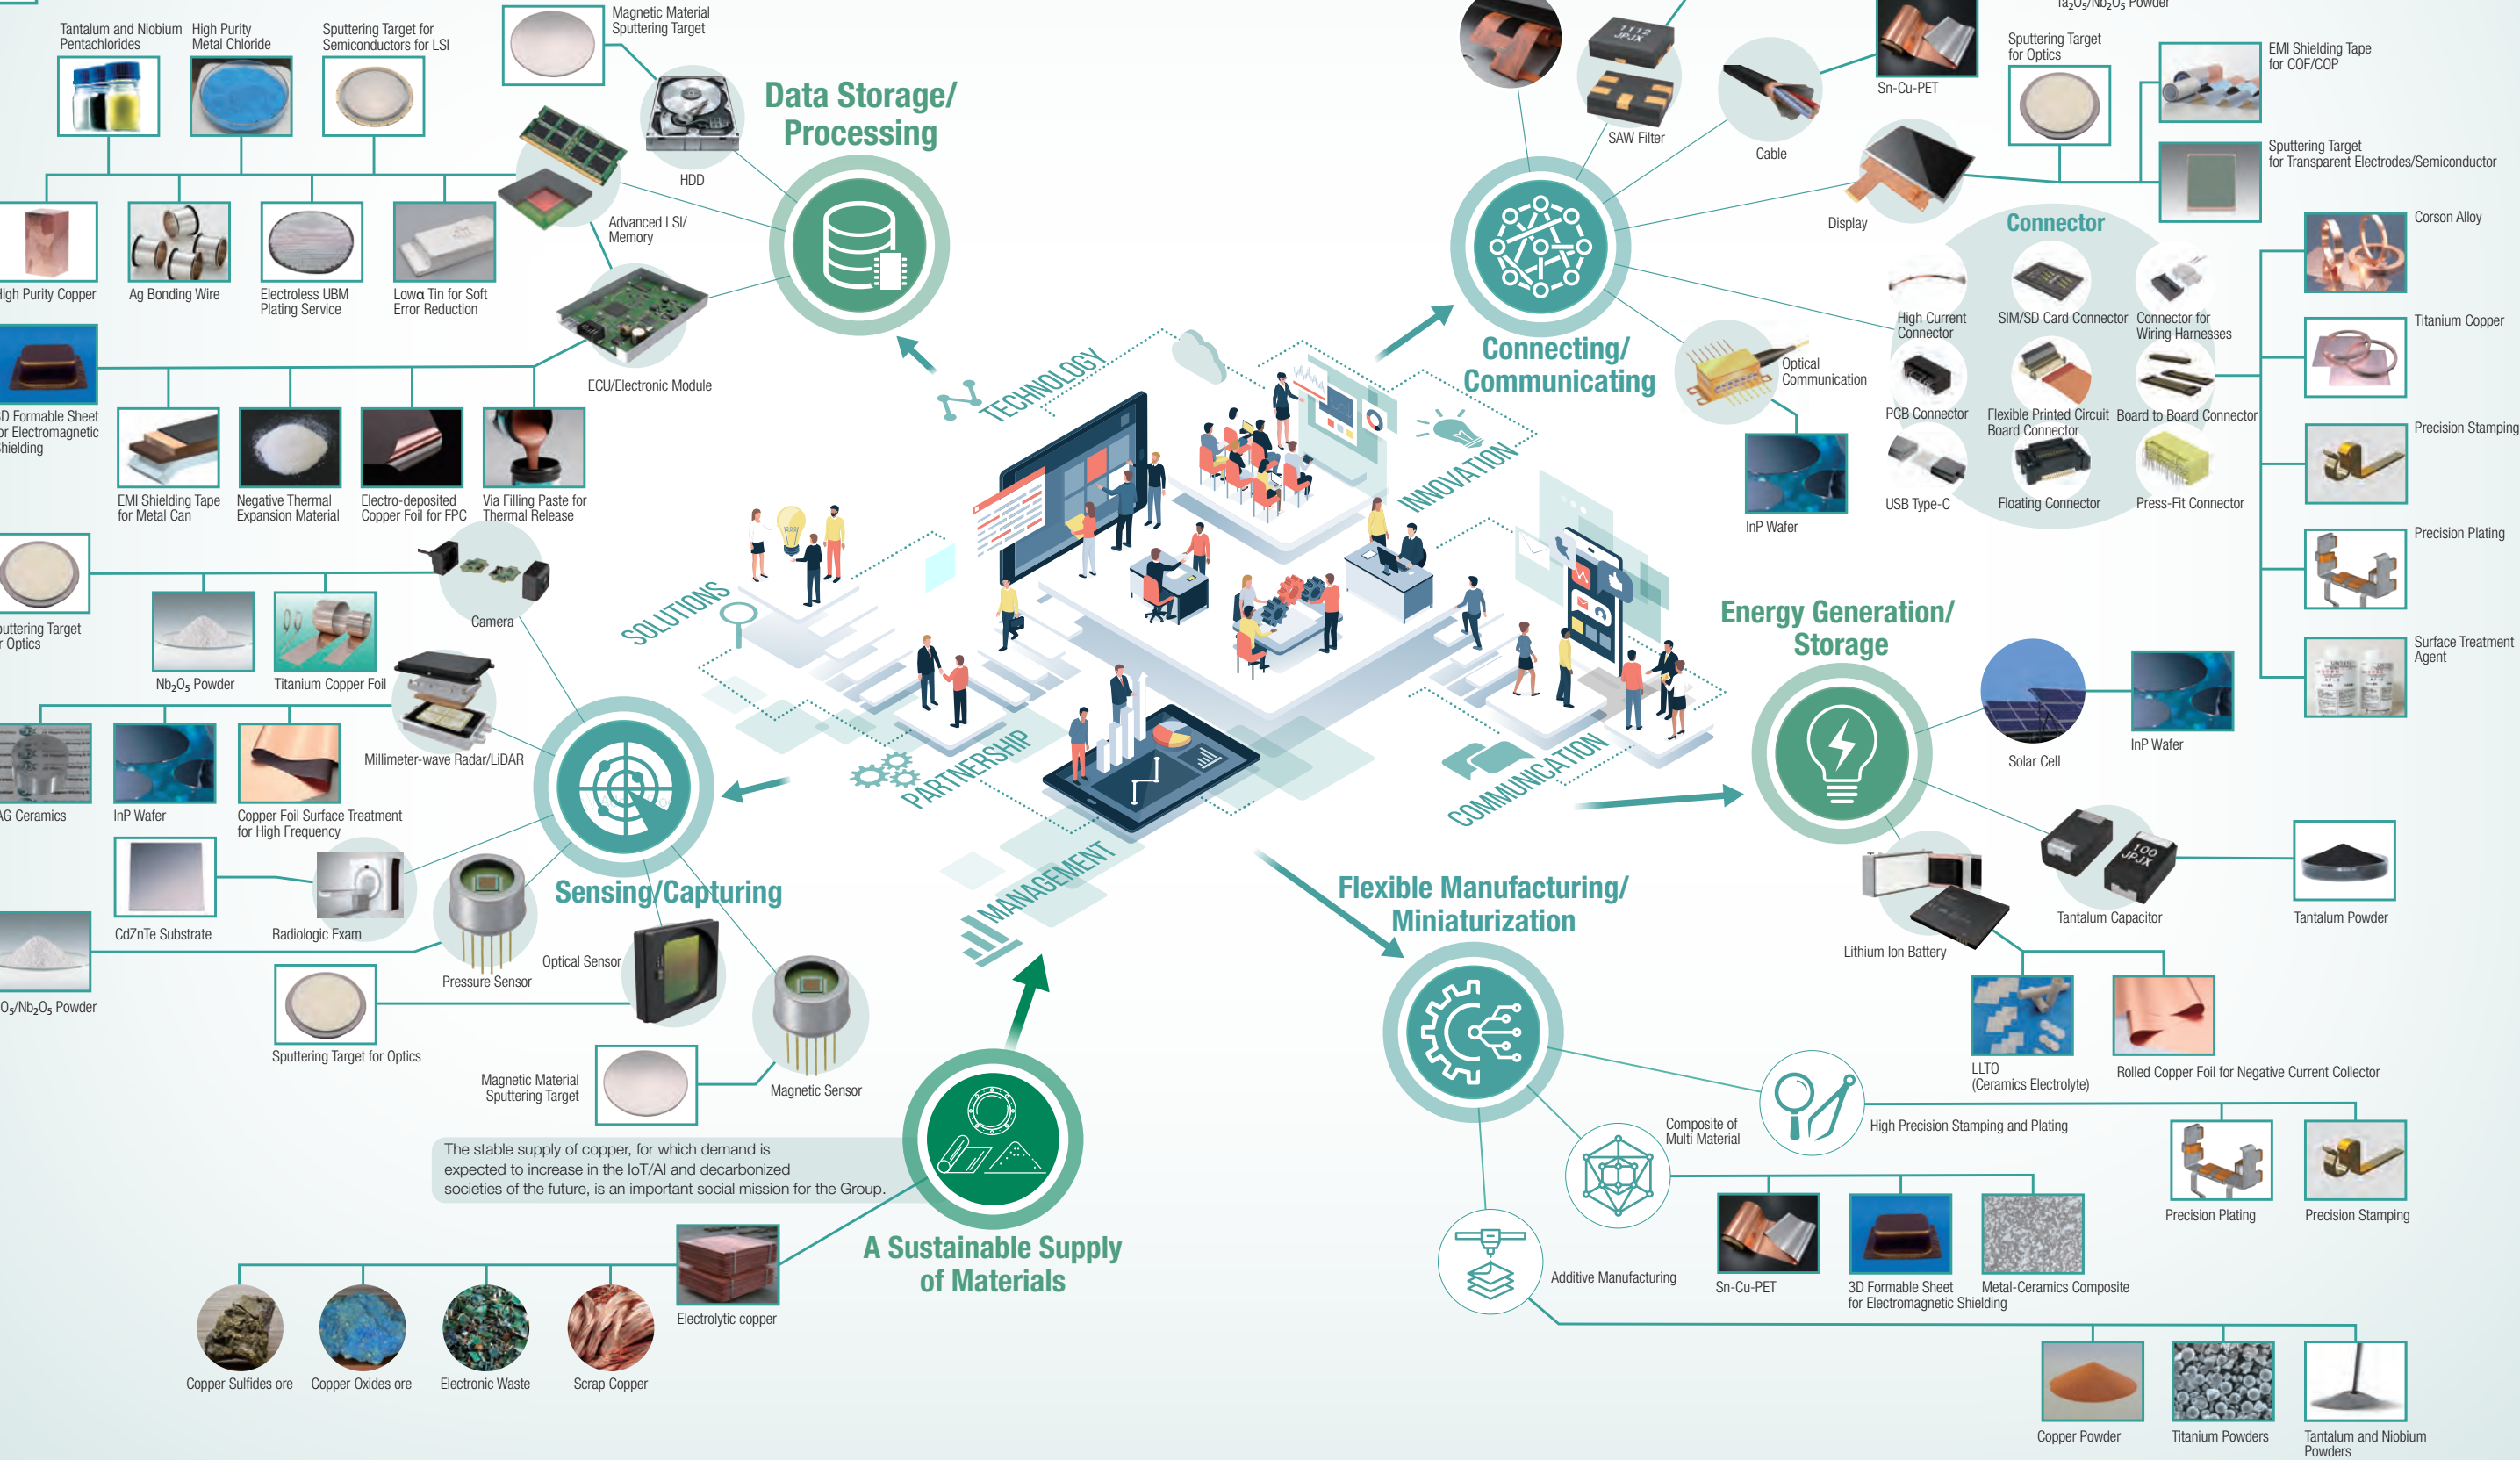 Tantalum and Niobium
Pentachlorides
High Purity
Metal Chloride
Sputtering Target for
Semiconductors for LSI
Magnetic Material
Sputtering Target
HDD
Data Storage/
Processing
Advanced LSI/
Memory
High Purity Copper
Ag Bonding Wire
Electroless UBM
Plating Service
Lowα Tin for Soft
Error Reduction
ECU/Electronic Module
3D Formable Sheet
for Electromagnetic
Shielding
EMI Shielding Tape
for Metal Can
Negative Thermal
Expansion Material
Electro-deposited
Copper Foil for FPC
Via Filling Paste for
Thermal Release
Sputtering Target
for Optics
Nb₂O₅ Powder
Titanium Copper Foil
Camera
Millimeter-wave Radar/LiDAR
AG Ceramics
InP Wafer
Copper Foil Surface Treatment
for High Frequency
CdZnTe Substrate
Radiologic Exam
Sensing/Capturing
O₅/Nb₂O₅ Powder
Pressure Sensor
Optical Sensor
Sputtering Target for Optics
Magnetic Material
Sputtering Target
Magnetic Sensor
The stable supply of copper, for which demand is
expected to increase in the IoT/AI and decarbonized
societies of the future, is an important social mission for the Group.
A Sustainable Supply
of Materials
Electrolytic copper
Copper Sulfides ore
Copper Oxides ore
Electronic Waste
Scrap Copper
TECHNOLOGY
INNOVATION
SOLUTIONS
PARTNERSHIP
COMMUNICATION
MANAGEMENT
1112
JPJX
SAW Filter
Cable
Sn-Cu-PET
Ta₂O₅/Nb₂O₅ Powder
Sputtering Target
for Optics
EMI Shielding Tape
for COF/COP
Sputtering Target
for Transparent Electrodes/Semiconductor
Display
Connecting/
Communicating
Optical
Communication
InP Wafer
Connector
High Current
Connector
SIM/SD Card Connector
Connector for
Wiring Harnesses
PCB Connector
Flexible Printed Circuit
Board Connector
Board to Board Connector
USB Type-C
Floating Connector
Press-Fit Connector
Corson Alloy
Titanium Copper
Precision Stamping
Precision Plating
Surface Treatment
Agent
Energy Generation/
Storage
Solar Cell
InP Wafer
100
JPJX
Tantalum Capacitor
Tantalum Powder
Lithium Ion Battery
LLTO
(Ceramics Electrolyte)
Rolled Copper Foil for Negative Current Collector
Flexible Manufacturing/
Miniaturization
High Precision Stamping and Plating
Precision Plating
Precision Stamping
Composite of
Multi Material
Sn-Cu-PET
3D Formable Sheet
for Electromagnetic Shielding
Metal-Ceramics Composite
Additive Manufacturing
Copper Powder
Titanium Powders
Tantalum and Niobium
Powders